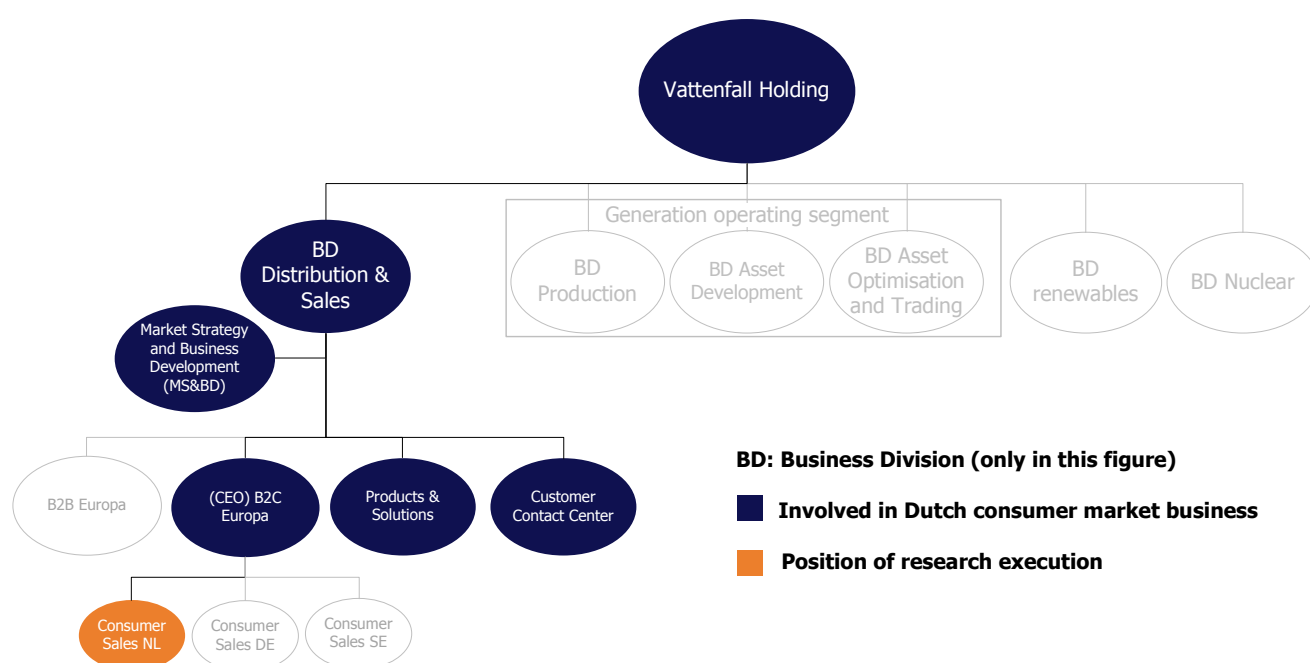 Vattenfall Holding
Generation operating segment
BD
Distribution &
Sales
BD
Production
BD Asset
Development
BD Asset
Optimisation
and Trading
BD
renewables
BD Nuclear
Market Strategy
and Business
Development
(MS&BD)
B2B Europa
(CEO) B2C
Europa
Products &
Solutions
Customer
Contact Center
BD: Business Division (only in this figure)
Involved in Dutch consumer market business
Position of research execution
Consumer
Sales NL
Consumer
Sales DE
Consumer
Sales SE